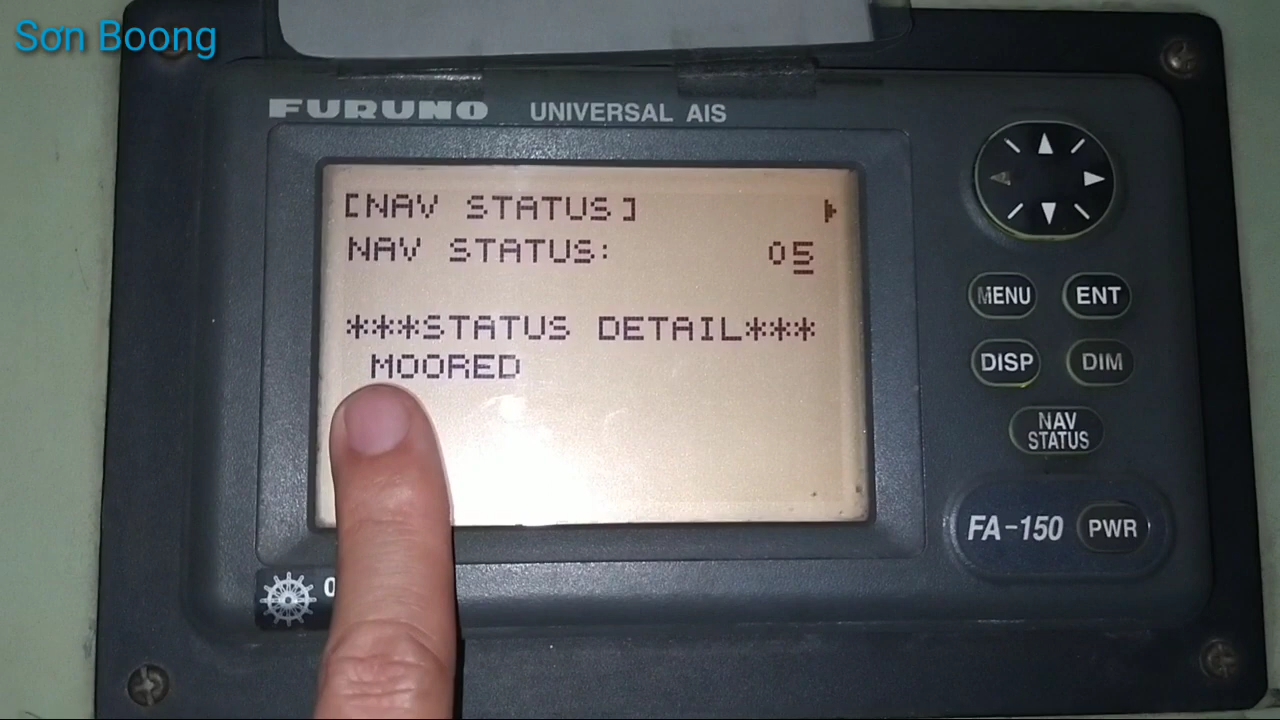 Sơn Boong
FURUNO UNIVERSAL AIS
[NAV STATUS]
NAV STATUS: 05
***STATUS DETAIL***
MOORED
MENU ENT
DISP DIM
NAV
STATUS
FA-150 PWR